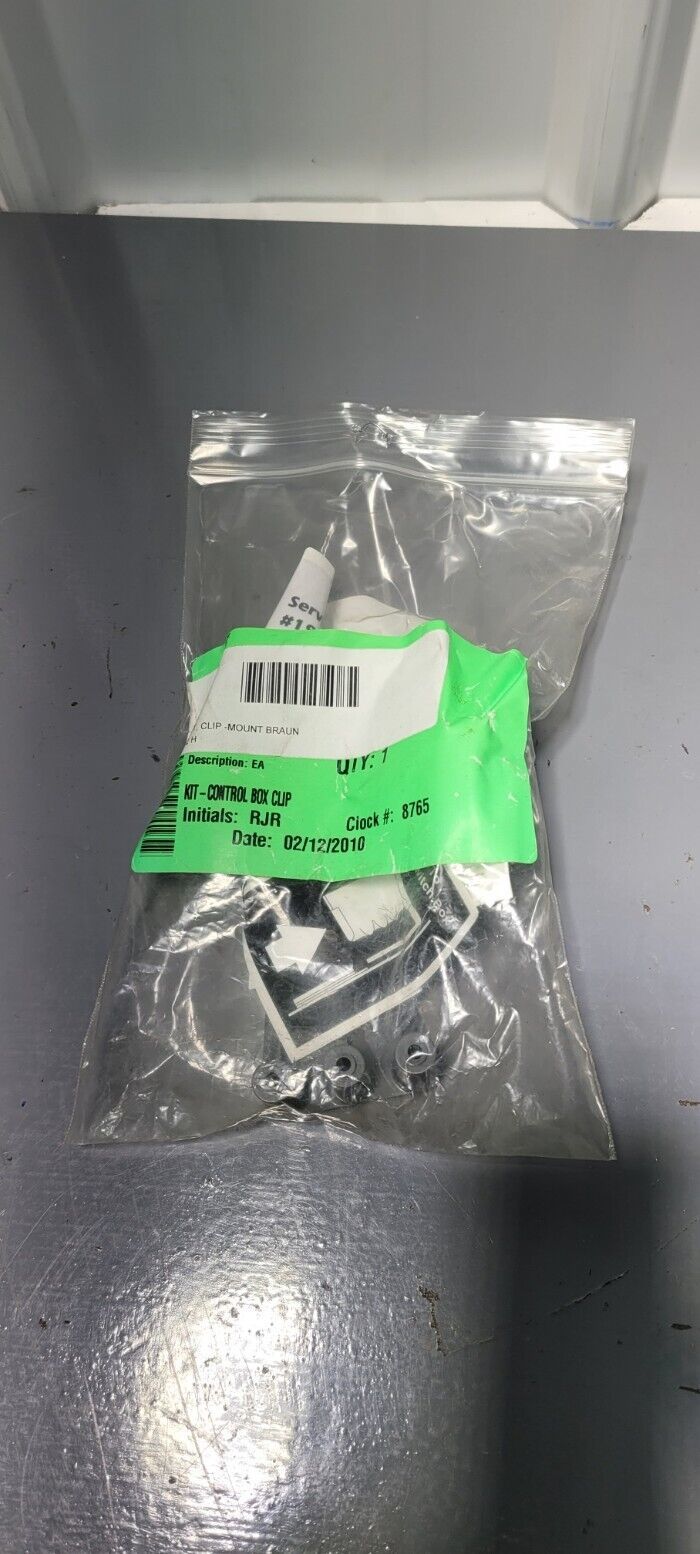 Serv
CLIP -MOUNT BRAUN
H
Description: EA
QTY: 1
KIT-CONTROL BOX CLIP
Initials: RJR
Clock #: 8765
Date: 02/12/2010